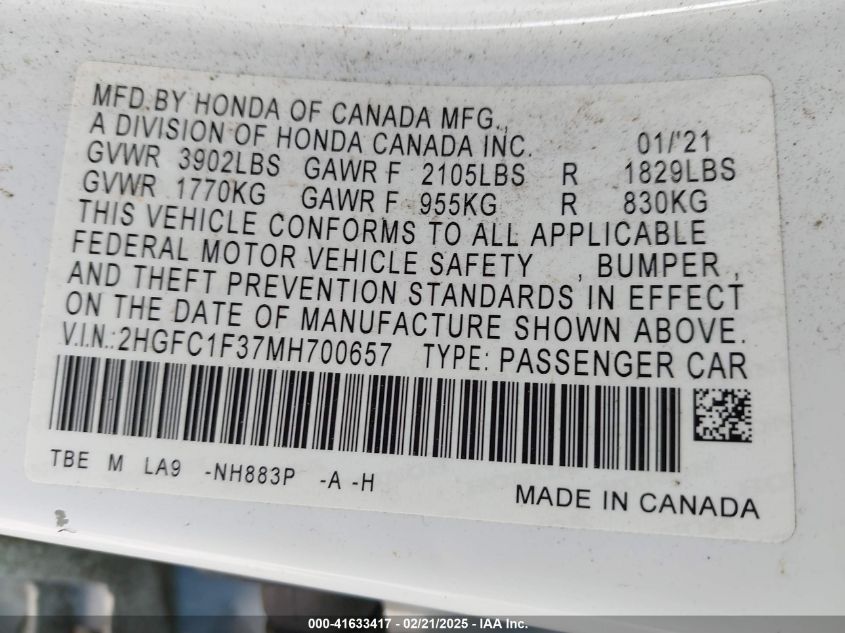 MFD.BY HONDA OF CANADA MFG.,
A DIVISION OF HONDA CANADA INC. 01/'21
GVWR 3902LBS GAWR F 2105LBS R 1829LBS
GVWR 1770KG GAWR F 955KG R 830KG
THIS VEHICLE CONFORMS TO ALL APPLICABLE
FEDERAL MOTOR VEHICLE SAFETY , BUMPER ,
AND THEFT PREVENTION STANDARDS IN EFFECT
ON THE DATE OF MANUFACTURE SHOWN ABOVE.
V.I.N.:2HGFC1F37MH700657 TYPE: PASSENGER CAR
TBE M LA9 -NH883P -A -H
MADE IN CANADA
000-41633417 - 02/21/2025 - IAA Inc.